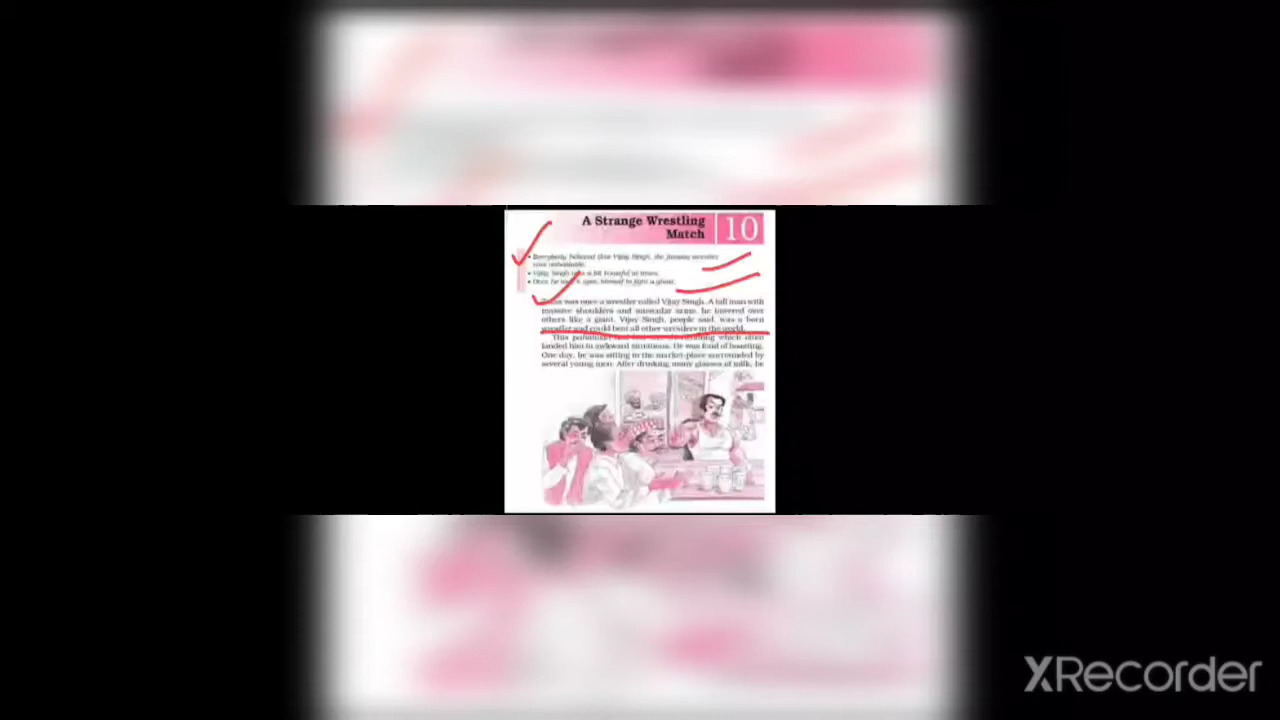 A Strange Wrestling
Match
10
• Everybody believed that Vijay Singh, the famous wrestler
was unbeatable.
• Vijay Singh was a bit boastful at times.
• Once he himself to fight a ghost.
was once a wrestler called Vijay Singh. A tall man with
massive shoulders and muscular arms, he towered over
others like a giant. Vijay Singh, people said, was a born
wrestler and could beat all other wrestlers in the world.
This which often
landed him in awkward situations. He was fond of boasting.
One day, he was sitting in the market-place surrounded by
several young men. After drinking many glasses of milk, he
XRecorder